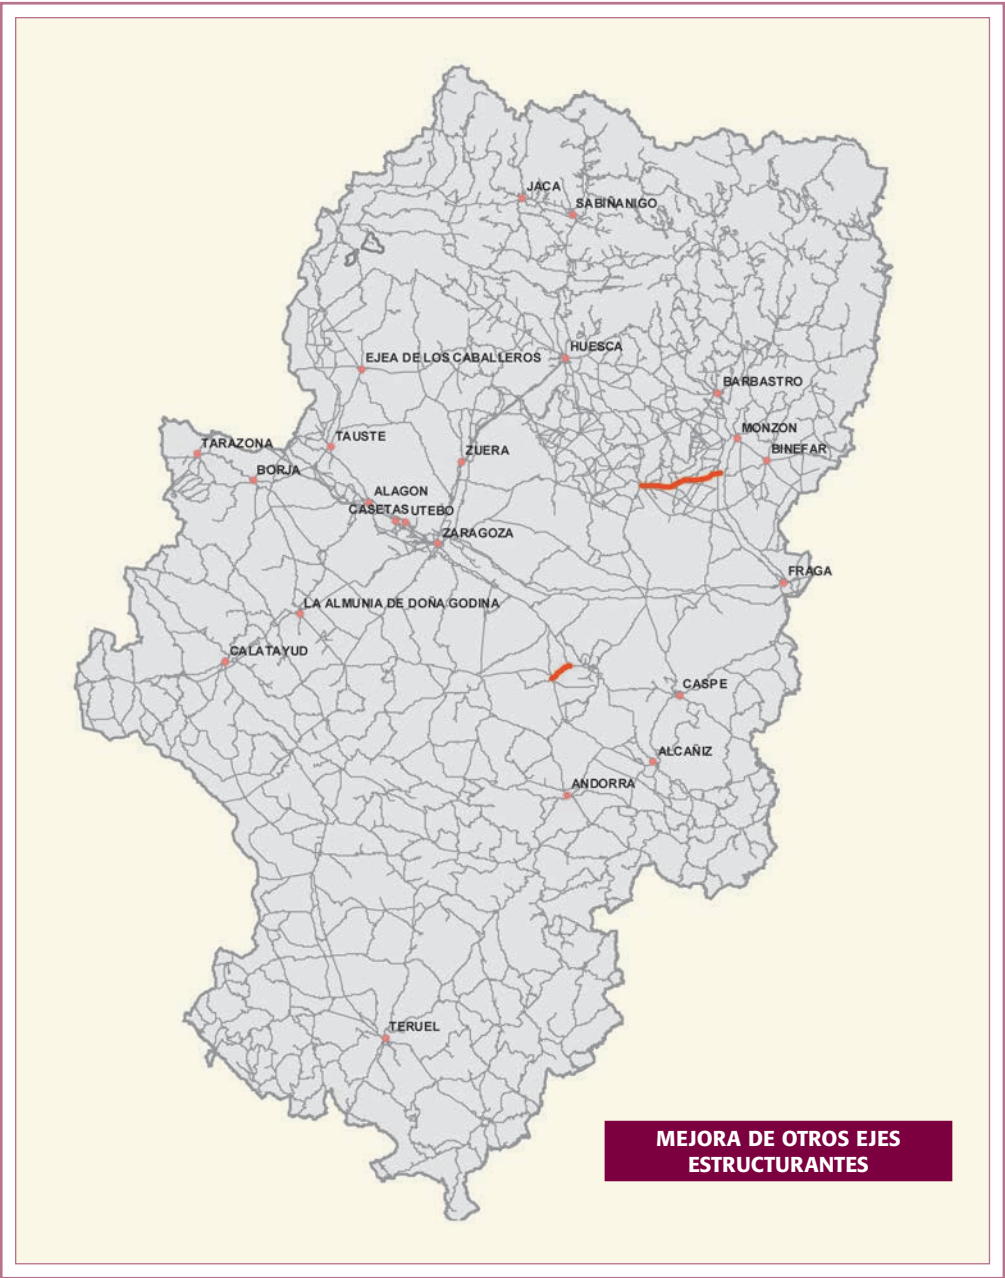 JACA
SABIÑANIGO
HUESCA
EJEA DE LOS CABALLEROS
BARBASTRO
MONZON
TARAZONA
TAUSTE
ZUERA
BINEFAR
BORJA
ALAGON
CASETAS UTEBO
ZARAGOZA
FRAGA
LA ALMUNIA DE DOÑA GODINA
CALATAYUD
CASPE
ALCAÑIZ
ANDORRA
TERUEL
MEJORA DE OTROS EJES
ESTRUCTURANTES